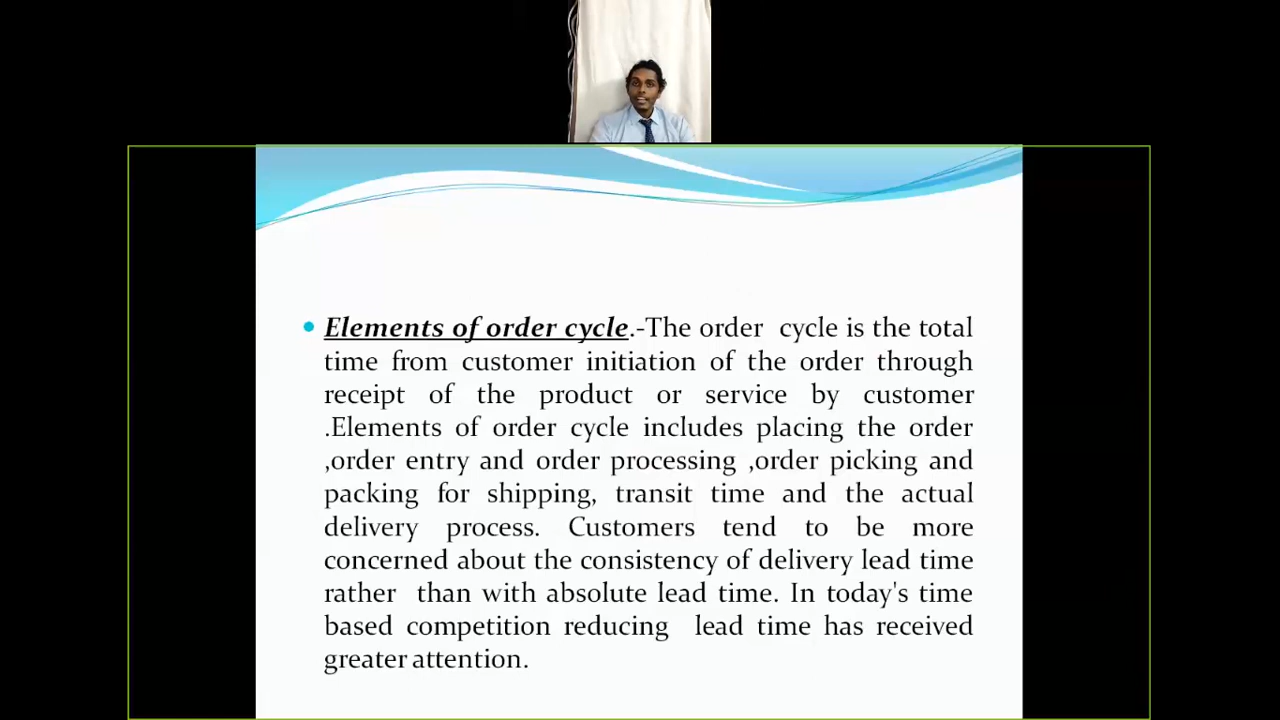 Elements of order cycle.-The order cycle is the total
time from customer initiation of the order through
receipt of the product or service by customer
.Elements of order cycle includes placing the order
,order entry and order processing ,order picking and
packing for shipping, transit time and the actual
delivery process. Customers tend to be more
concerned about the consistency of delivery lead time
rather than with absolute lead time. In today's time
based competition reducing lead time has received
greater attention.